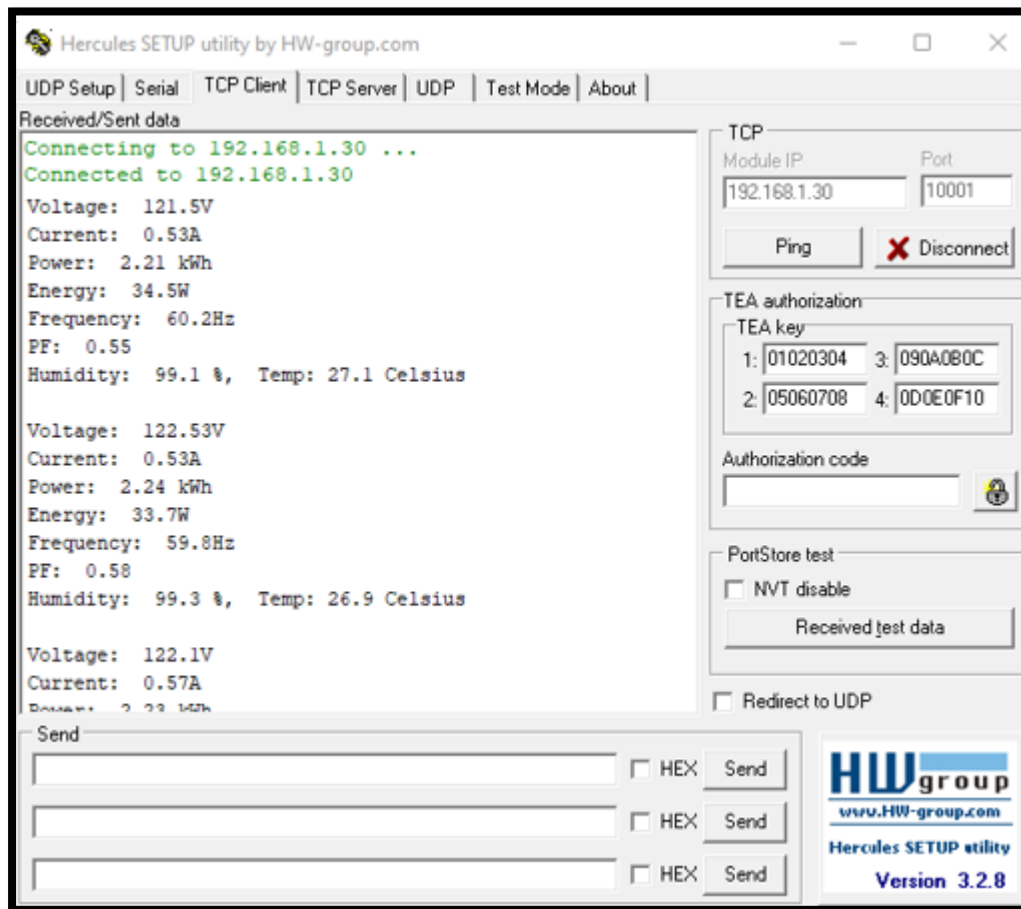 Hercules SETUP utility by HW-group.com
UDP Setup Serial TCP Client TCP Server UDP Test Mode About
Received/Sent data
Connecting to 192.168.1.30 ...
Connected to 192.168.1.30
Voltage: 121.5V
Current: 0.53A
Power: 2.21 kWh
Energy: 34.5W
Frequency: 60.2Hz
PF: 0.55
Humidity: 99.1 %, Temp: 27.1 Celsius
Voltage: 122.53V
Current: 0.53A
Power: 2.24 kWh
Energy: 33.7W
Frequency: 59.8Hz
PF: 0.58
Humidity: 99.3 %, Temp: 26.9 Celsius
Voltage: 122.1V
Current: 0.57A
Power: 2.23 kWh
TCP
Module IP Port
192.168.1.30 10001
Ping Disconnect
TEA authorization
TEA key
1: 01020304 3: 090A0B0C
2: 05060708 4: 0D0E0F10
Authorization code
PortStore test
NVT disable
Received test data
Redirect to UDP
Send
HEX Send
HEX Send
HEX Send
HW group
www.HW-group.com
Hercules SETUP utility
Version 3.2.8